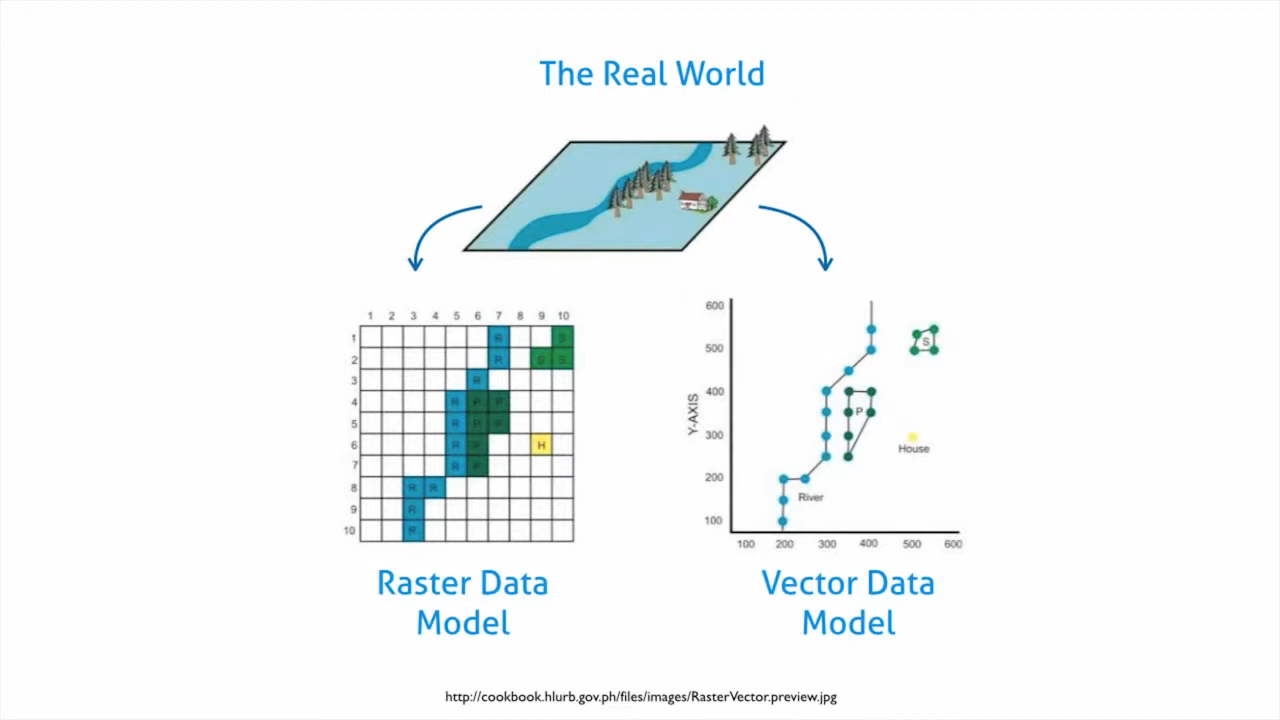 The Real World
1 2 3 4 5 6 7 8 9 10
1 R S
2 R S S
3 R
4 R P P
5 R P P
6 R P H
7 R P
8 R R
9 R
10 R
Raster Data
Model
600
500
400
300
200
100
Y-AXIS
S
P
House
River
100 200 300 400 500 600
Vector Data
Model
http://cookbook.hlurb.gov.ph/files/images/RasterVector.preview.jpg